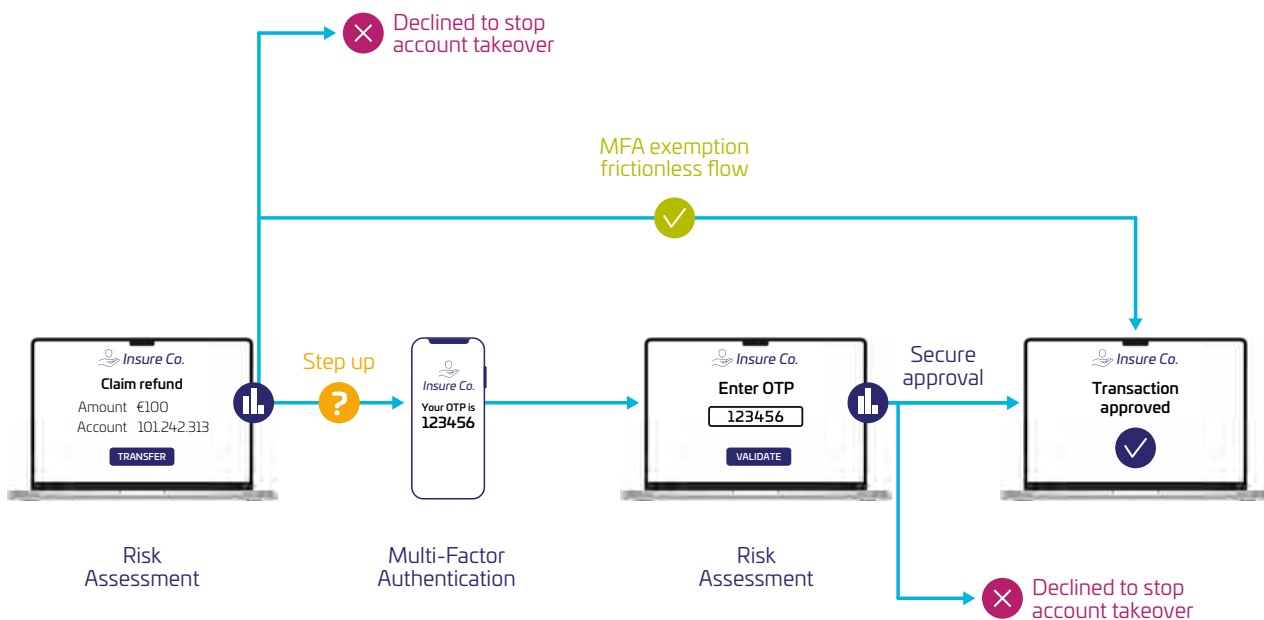 Declined to stop
account takeover
MFA exemption
frictionless flow
Insure Co.
Claim refund
Amount €100
Account 101.242.313
TRANSFER
Step up
Insure Co.
Your OTP is
123456
Insure Co.
Enter OTP
123456
VALIDATE
Secure
approval
Insure Co.
Transaction
approved
Risk
Assessment
Multi-Factor
Authentication
Risk
Assessment
Declined to stop
account takeover